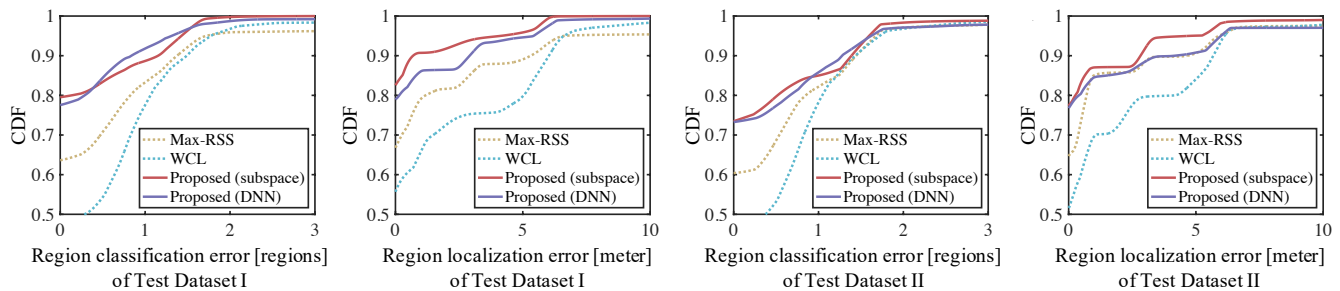 1
0.9
0.8
0.7
0.6
0.5
CDF
Max-RSS
WCL
Proposed (subspace)
Proposed (DNN)
0 1 2 3
Region classification error [regions]
of Test Dataset I
1
0.9
0.8
0.7
0.6
0.5
CDF
Max-RSS
WCL
Proposed (subspace)
Proposed (DNN)
0 5 10
Region localization error [meter]
of Test Dataset I
1
0.9
0.8
0.7
0.6
0.5
CDF
Max-RSS
WCL
Proposed (subspace)
Proposed (DNN)
0 1 2 3
Region classification error [regions]
of Test Dataset II
1
0.9
0.8
0.7
0.6
0.5
CDF
Max-RSS
WCL
Proposed (subspace)
Proposed (DNN)
0 5 10
Region localization error [meter]
of Test Dataset II